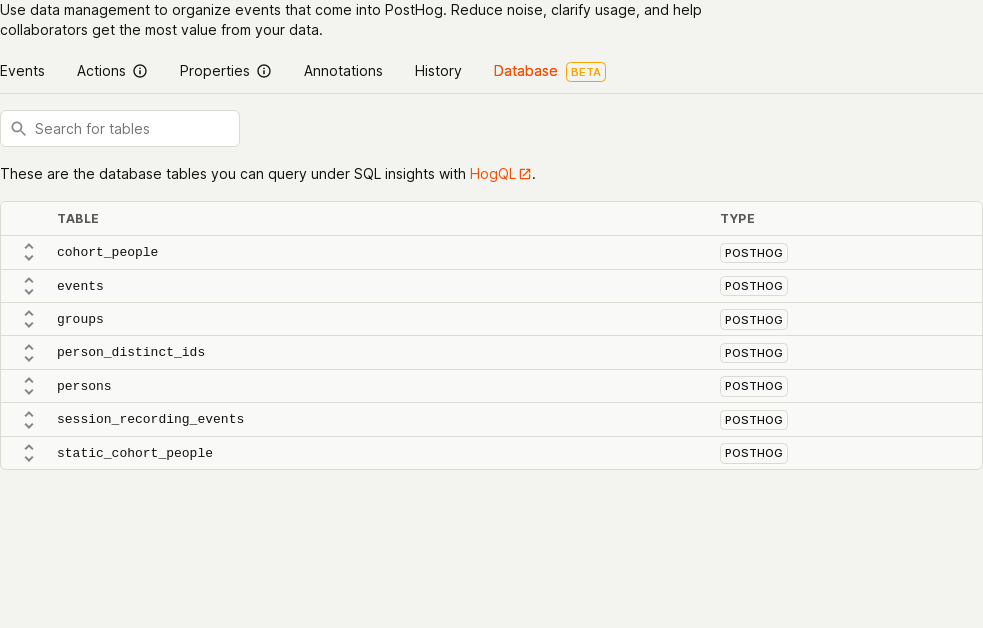 Use data management to organize events that come into PostHog. Reduce noise, clarify usage, and help
collaborators get the most value from your data.
Events Actions Properties Annotations History Database BETA
Search for tables
These are the database tables you can query under SQL insights with HogQL.
TABLE TYPE
cohort_people POSTHOG
events POSTHOG
groups POSTHOG
person_distinct_ids POSTHOG
persons POSTHOG
session_recording_events POSTHOG
static_cohort_people POSTHOG